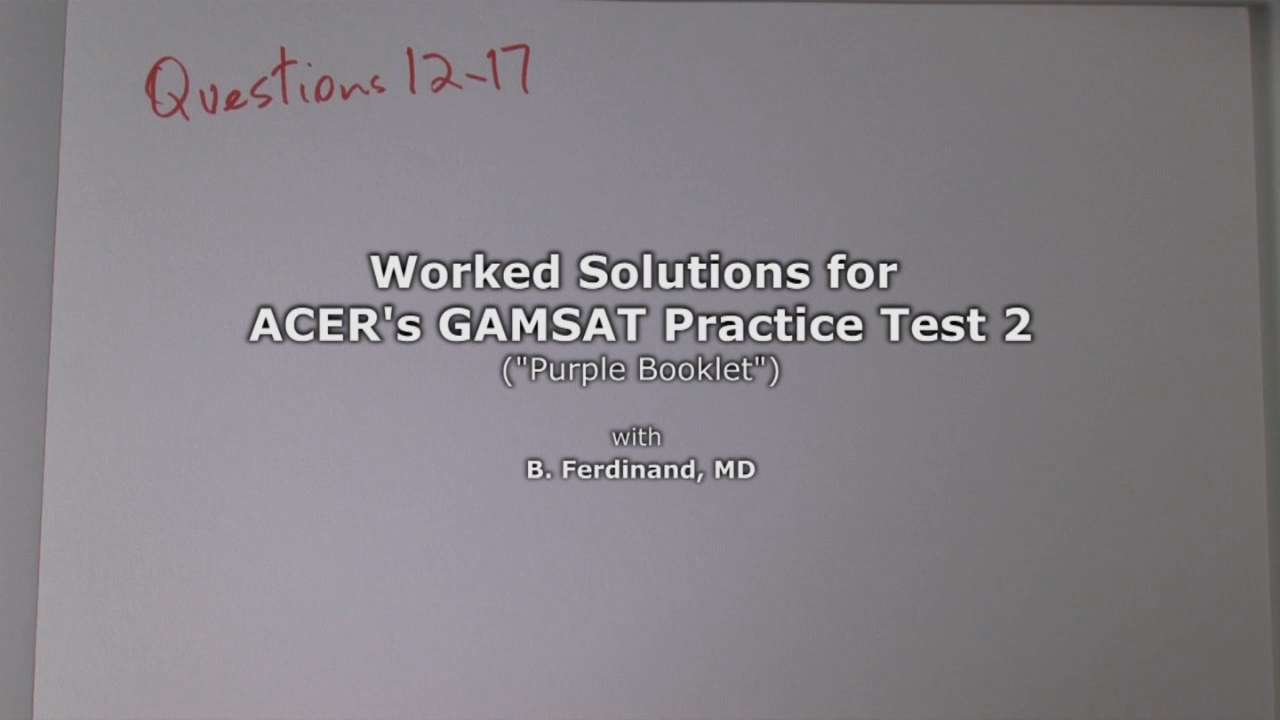 Questions 12-17
Worked Solutions for
ACER's GAMSAT Practice Test 2
("Purple Booklet")
with
B. Ferdinand, MD